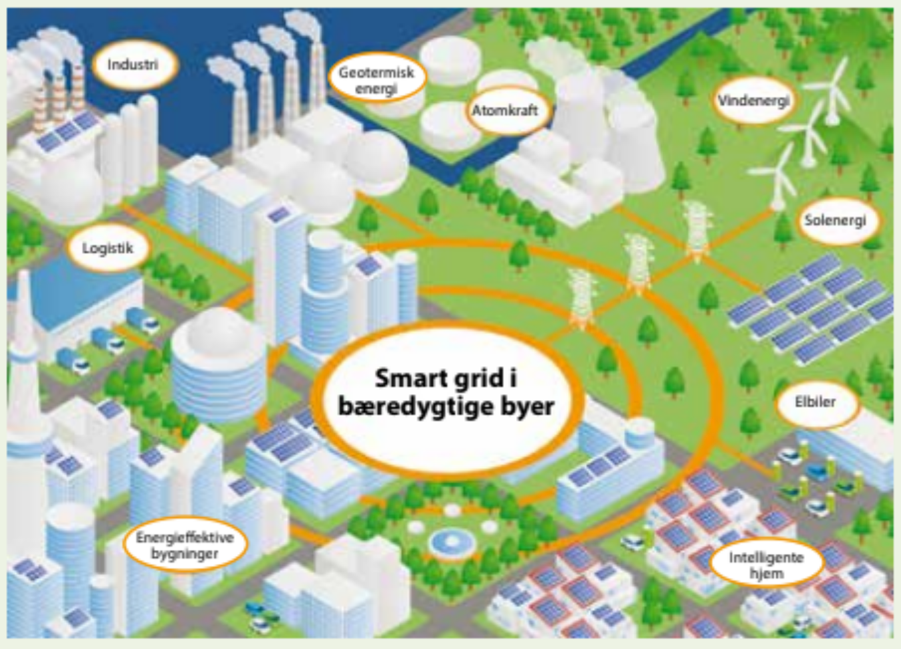 Industri
Geotermisk
energi
Atomkraft
Vindenergi
Solenergi
Logistik
Smart grid i
bæredygtige byer
Elbiler
Energieffektive
bygninger
Intelligente
hjem